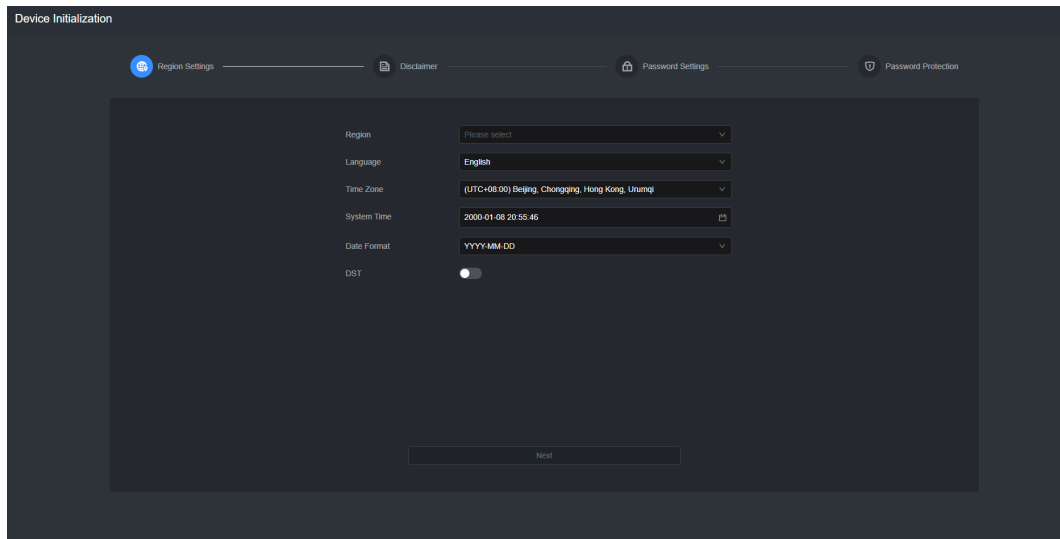 Device Initialization
Region Settings Disclaimer Password Settings Password Protection
Region Please select
Language English
Time Zone (UTC+08:00) Beijing, Chongqing, Hong Kong, Urumqi
System Time 2000-01-08 20:55:46
Date Format YYYY-MM-DD
DST
Next